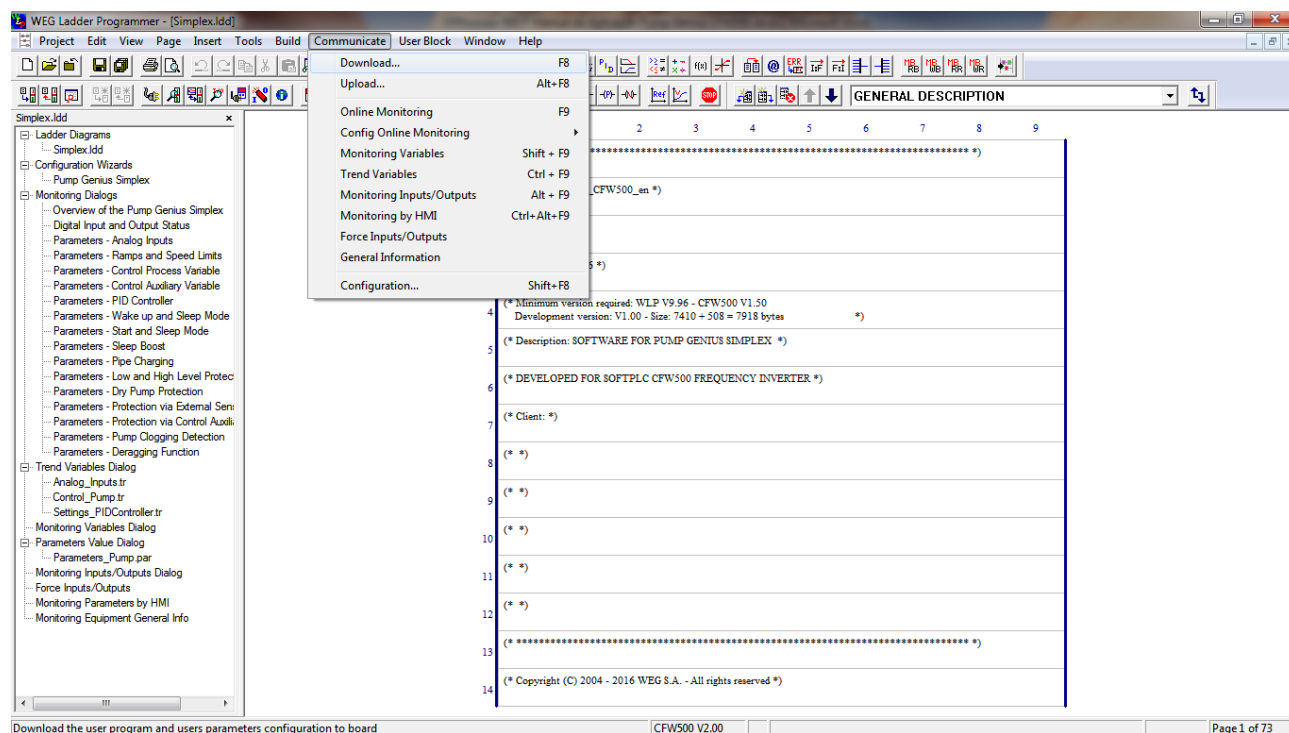 WEG Ladder Programmer - [Simplex.ldd]
Project Edit View Page Insert Tools Build Communicate User Block Window Help
GENERAL DESCRIPTION
Download... F8
Upload... Alt+F8
Online Monitoring F9
Config Online Monitoring
Monitoring Variables Shift + F9
Trend Variables Ctrl + F9
Monitoring Inputs/Outputs Alt + F9
Monitoring by HMI Ctrl+Alt+F9
Force Inputs/Outputs
General Information
Configuration... Shift+F8
Simplex.ldd
Ladder Diagrams
Simplex.ldd
Configuration Wizards
Pump Genius Simplex
Monitoring Dialogs
Overview of the Pump Genius Simplex
Digital Input and Output Status
Parameters - Analog Inputs
Parameters - Ramps and Speed Limits
Parameters - Control Process Variable
Parameters - Control Auxiliary Variable
Parameters - PID Controller
Parameters - Wake up and Sleep Mode
Parameters - Start and Sleep Mode
Parameters - Sleep Boost
Parameters - Pipe Charging
Parameters - Low and High Level Protec
Parameters - Dry Pump Protection
Parameters - Protection via External Sen
Parameters - Protection via Control Auxili
Parameters - Pump Clogging Detection
Parameters - Deragging Function
Trend Variables Dialog
Analog_Inputs.tr
Control_Pump.tr
Settings_PIDController.tr
Monitoring Variables Dialog
Parameters Value Dialog
Parameters_Pump.par
Monitoring Inputs/Outputs Dialog
Force Inputs/Outputs
Monitoring Parameters by HMI
Monitoring Equipment General Info
2 3 4 5 6 7 8 9
******************************************************************** *)
_CFW500_en *)
*)
4 (* Minimum version required: WLP V9.96 - CFW500 V1.50
Development version: V1.00 - Size: 7410 + 508 = 7918 bytes *)
5 (* Description: SOFTWARE FOR PUMP GENIUS SIMPLEX *)
6 (* DEVELOPED FOR SOFTPLC CFW500 FREQUENCY INVERTER *)
7 (* Client: *)
8 (* *)
9 (* *)
10 (* *)
11 (* *)
12 (* *)
13 (* ******************************************************************************** *)
14 (* Copyright (C) 2004 - 2016 WEG S.A. - All rights reserved *)
Download the user program and users parameters configuration to board CFW500 V2.00 Page 1 of 73